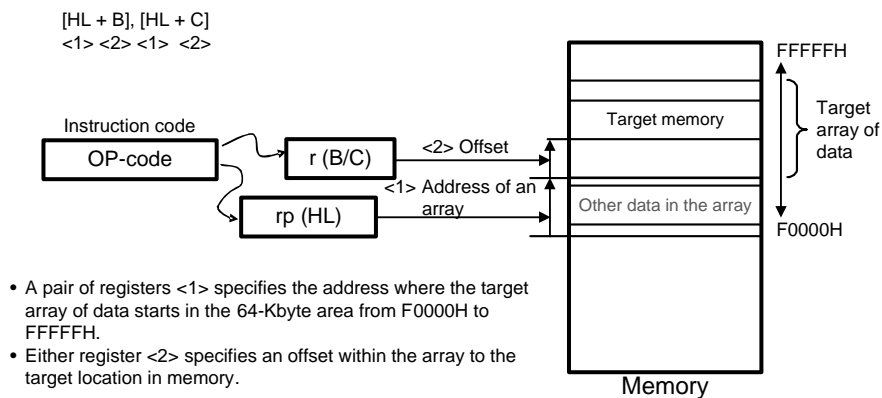 [HL + B], [HL + C]
<1> <2> <1> <2>
FFFFFH
Instruction code
OP-code
r (B/C)
<2> Offset
Target memory
Target
array of
data
<1> Address of an
array
rp (HL)
Other data in the array
F0000H
• A pair of registers <1> specifies the address where the target
array of data starts in the 64-Kbyte area from F0000H to
FFFFFH.
• Either register <2> specifies an offset within the array to the
target location in memory.
Memory